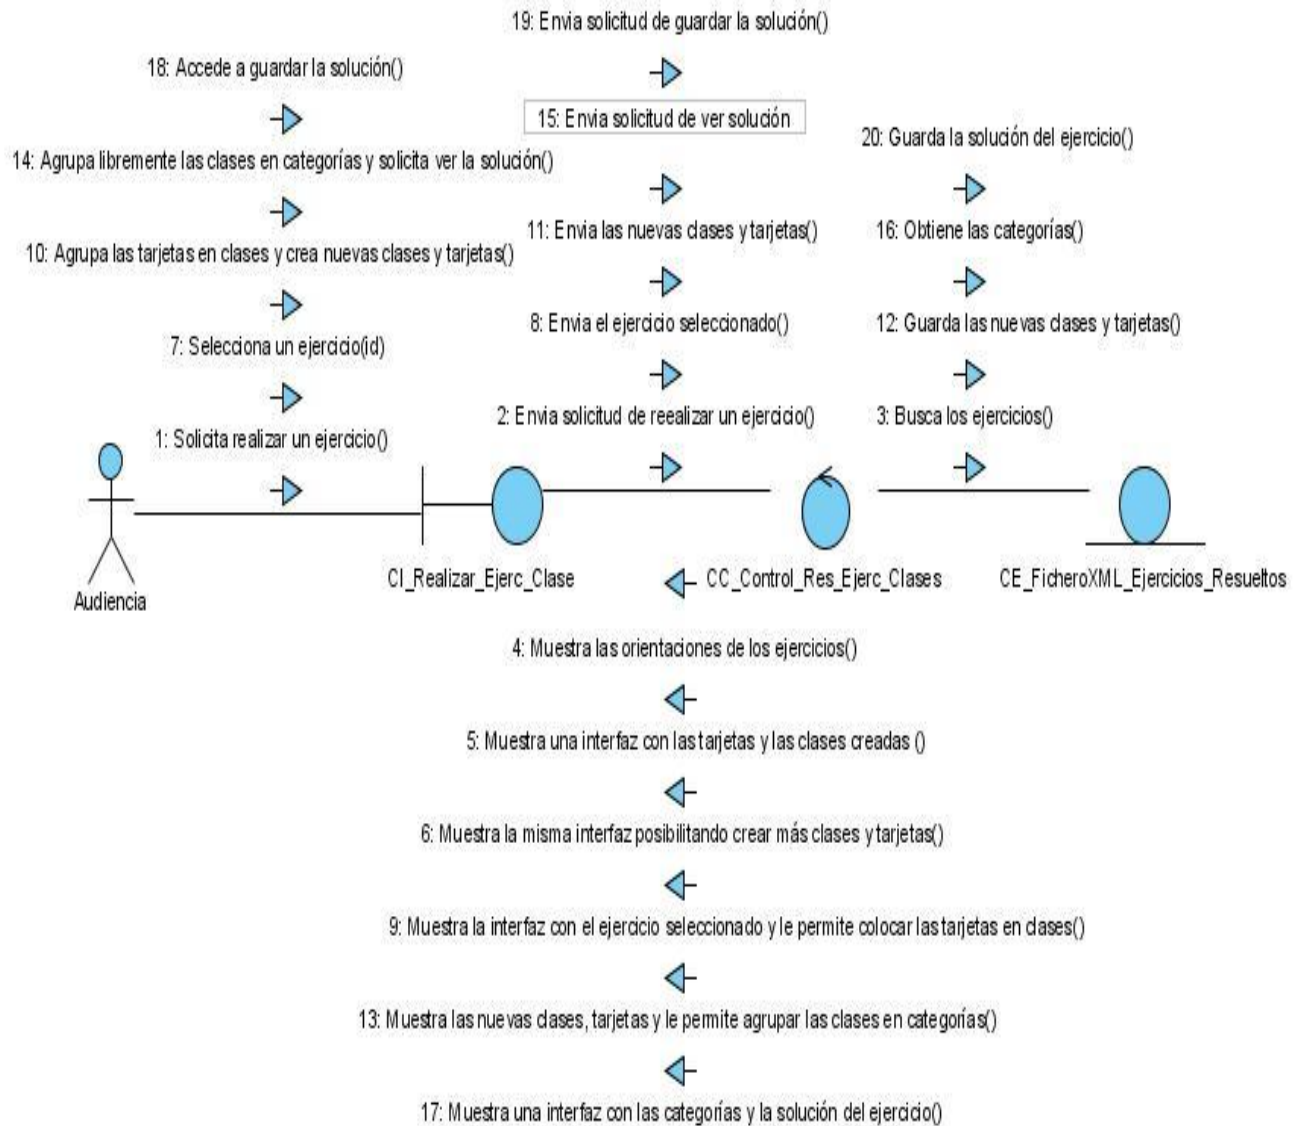 19: Envia solicitud de guardar la solución()
18: Accede a guardar la solución()
15: Envia solicitud de ver solución
20: Guarda la solución del ejercicio()
14: Agrupa libremente las clases en categorías y solicita ver la solución()
11: Envia las nuevas clases y tarjetas()
16: Obtiene las categorías()
10: Agrupa las tarjetas en clases y crea nuevas clases y tarjetas()
8: Envia el ejercicio seleccionado()
12: Guarda las nuevas clases y tarjetas()
7: Selecciona un ejercicio(id)
2: Envia solicitud de reealizar un ejercicio()
3: Busca los ejercicios()
1: Solicita realizar un ejercicio()
CI_Realizar_Ejerc_Clase
CC_Control_Res_Ejerc_Clases
CE_FicheroXML_Ejercicios_Resueltos
Audiencia
4: Muestra las orientaciones de los ejercicios()
5: Muestra una interfaz con las tarjetas y las clases creadas ()
6: Muestra la misma interfaz posibilitando crear más clases y tarjetas()
9: Muestra la interfaz con el ejercicio seleccionado y le permite colocar las tarjetas en clases()
13: Muestra las nuevas clases, tarjetas y le permite agrupar las clases en categorías()
17: Muestra una interfaz con las categorías y la solución del ejercicio()